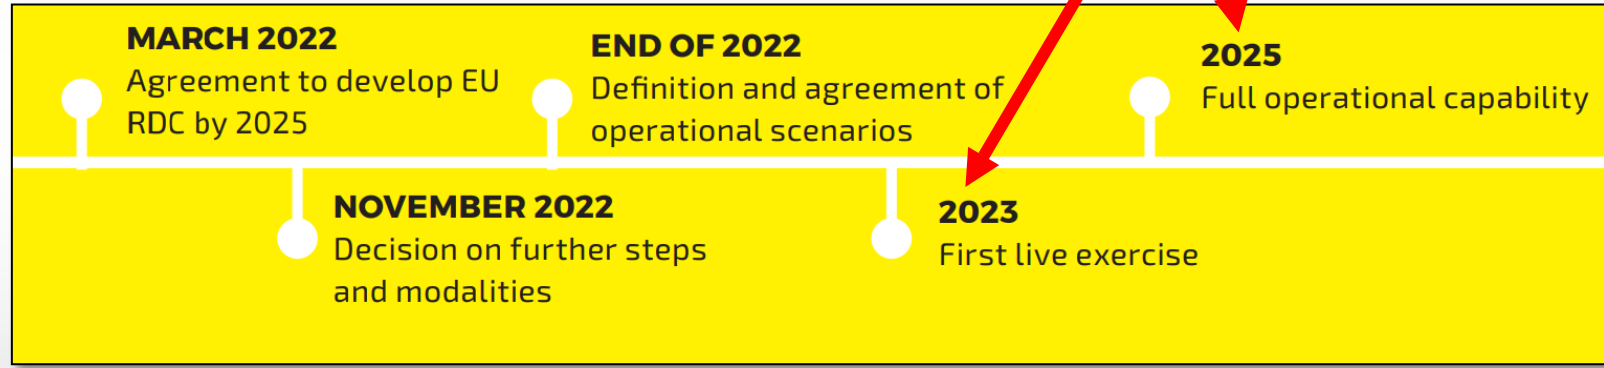 MARCH 2022
Agreement to develop EU
RDC by 2025
NOVEMBER 2022
Decision on further steps
and modalities
END OF 2022
Definition and agreement of
operational scenarios
2023
First live exercise
2025
Full operational capability